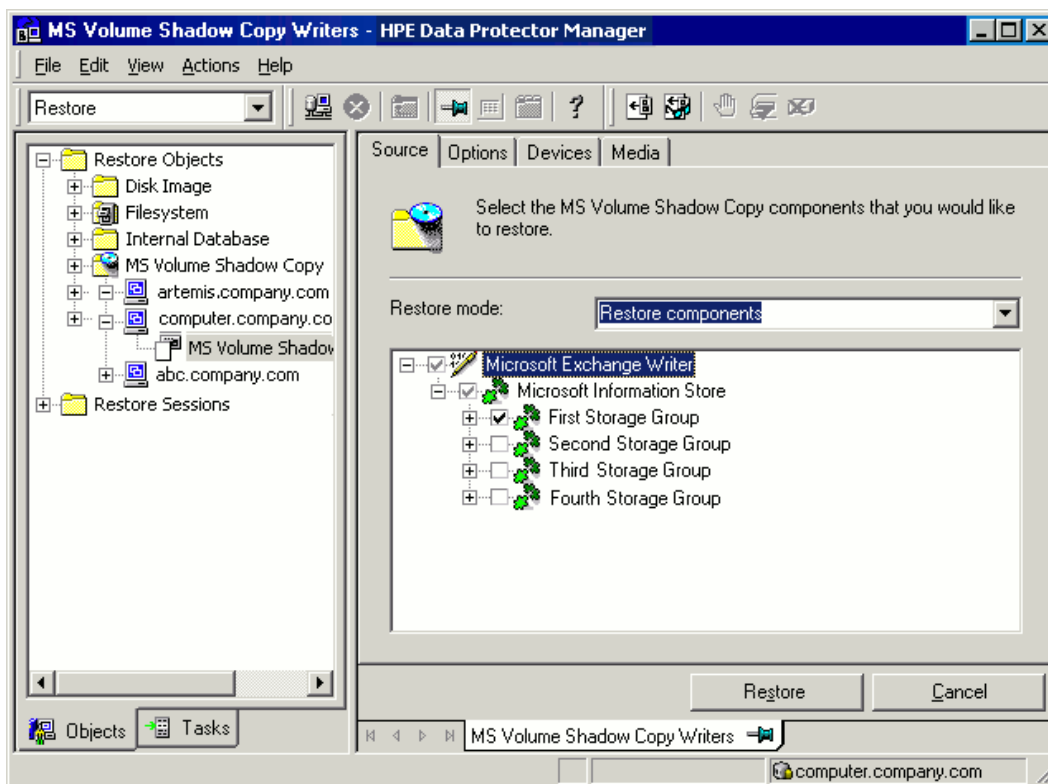 MS Volume Shadow Copy Writers - HPE Data Protector Manager
File Edit View Actions Help
Restore
Restore Objects
Disk Image
Filesystem
Internal Database
MS Volume Shadow Copy
artemis.company.com
computer.company.co
MS Volume Shadov
abc.company.com
Restore Sessions
Objects Tasks
Source Options Devices Media
Select the MS Volume Shadow Copy components that you would like
to restore.
Restore mode: Restore components
Microsoft Exchange Writer
Microsoft Information Store
First Storage Group
Second Storage Group
Third Storage Group
Fourth Storage Group
Restore Cancel
MS Volume Shadow Copy Writers
computer.company.com